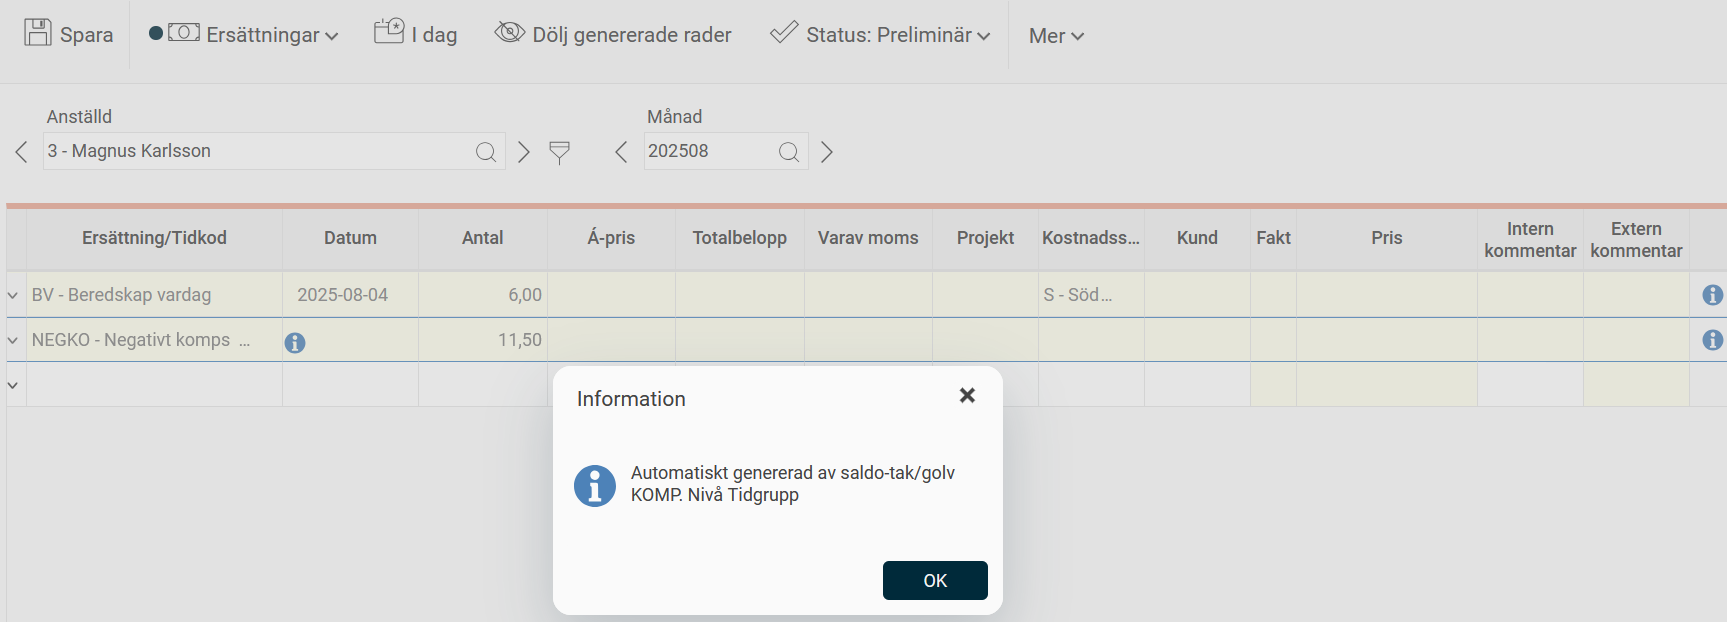 Spara
Ersättningar
I dag
Dölj genererade rader
Status: Preliminär
Mer
Anställd
Månad
3 - Magnus Karlsson
202508
Ersättning/Tidkod
Datum
Antal
Á-pris
Totalbelopp
Varav moms
Projekt
Kostnadss...
Kund
Fakt
Pris
Intern
kommentar
Extern
kommentar
BV - Beredskap vardag
2025-08-04
6,00
S - Söd...
NEGKO - Negativt komps ...
11,50
Information
Automatiskt genererad av saldo-tak/golv
KOMP. Nivå Tidgrupp
OK